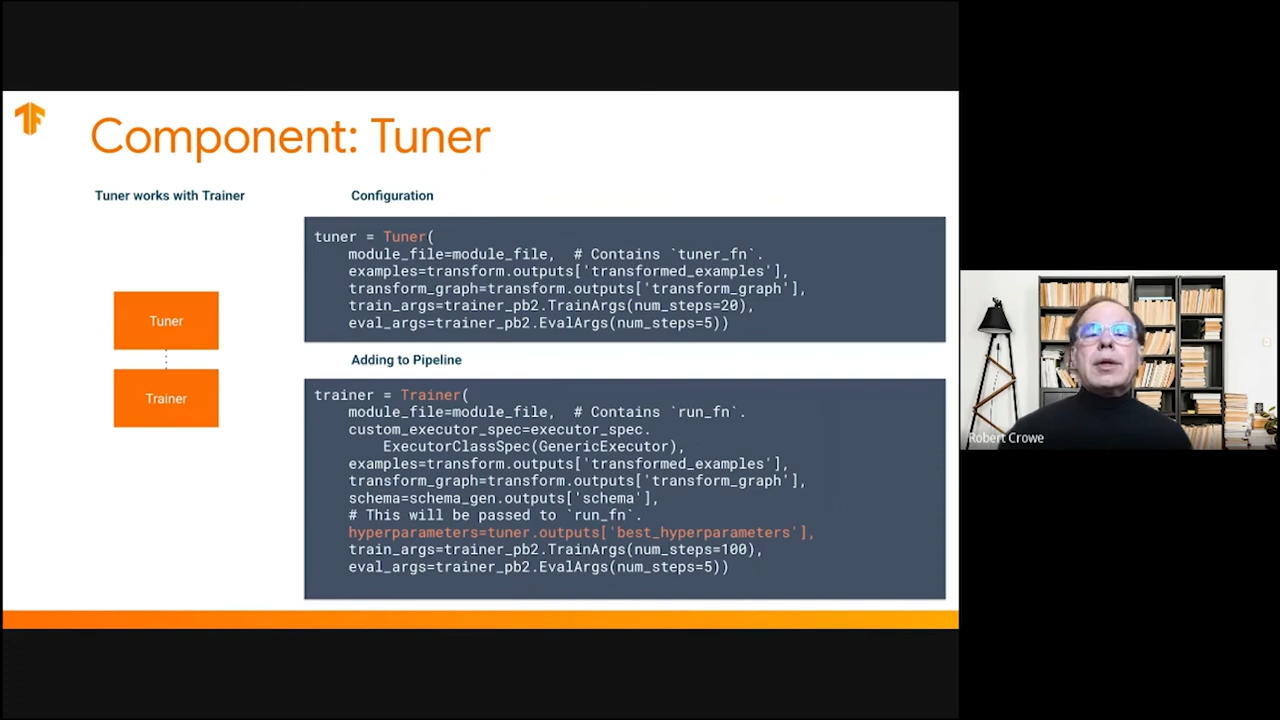 Component: Tuner
Tuner works with Trainer
Tuner
Trainer
Configuration
tuner = Tuner(
    module_file=module_file,  # Contains `tuner_fn`.
    examples=transform.outputs['transformed_examples'],
    transform_graph=transform.outputs['transform_graph'],
    train_args=trainer_pb2.TrainArgs(num_steps=20),
    eval_args=trainer_pb2.EvalArgs(num_steps=5))
Adding to Pipeline
trainer = Trainer(
    module_file=module_file,  # Contains `run_fn`.
    custom_executor_spec=executor_spec.
        ExecutorClassSpec(GenericExecutor),
    examples=transform.outputs['transformed_examples'],
    transform_graph=transform.outputs['transform_graph'],
    schema=schema_gen.outputs['schema'],
    # This will be passed to `run_fn`.
    hyperparameters=tuner.outputs['best_hyperparameters'],
    train_args=trainer_pb2.TrainArgs(num_steps=100),
    eval_args=trainer_pb2.EvalArgs(num_steps=5))
Robert Crowe